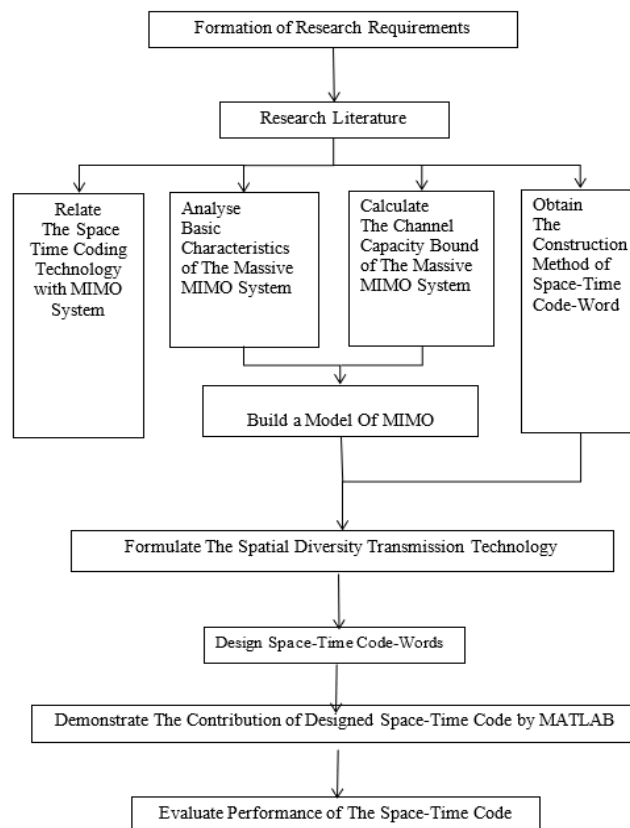 Formation of Research Requirements
Research Literature
Relate
The Space
Time Coding
Technology
with MIMO
System
Analyse
Basic
Characteristics
of The Massive
MIMO System
Calculate
The Channel
Capacity Bound
of The Massive
MIMO System
Obtain
The
Construction
Method of
Space-Time
Code-Word
Build a Model Of MIMO
Formulate The Spatial Diversity Transmission Technology
Design Space-Time Code-Words
Demonstrate The Contribution of Designed Space-Time Code by MATLAB
Evaluate Performance of The Space-Time Code